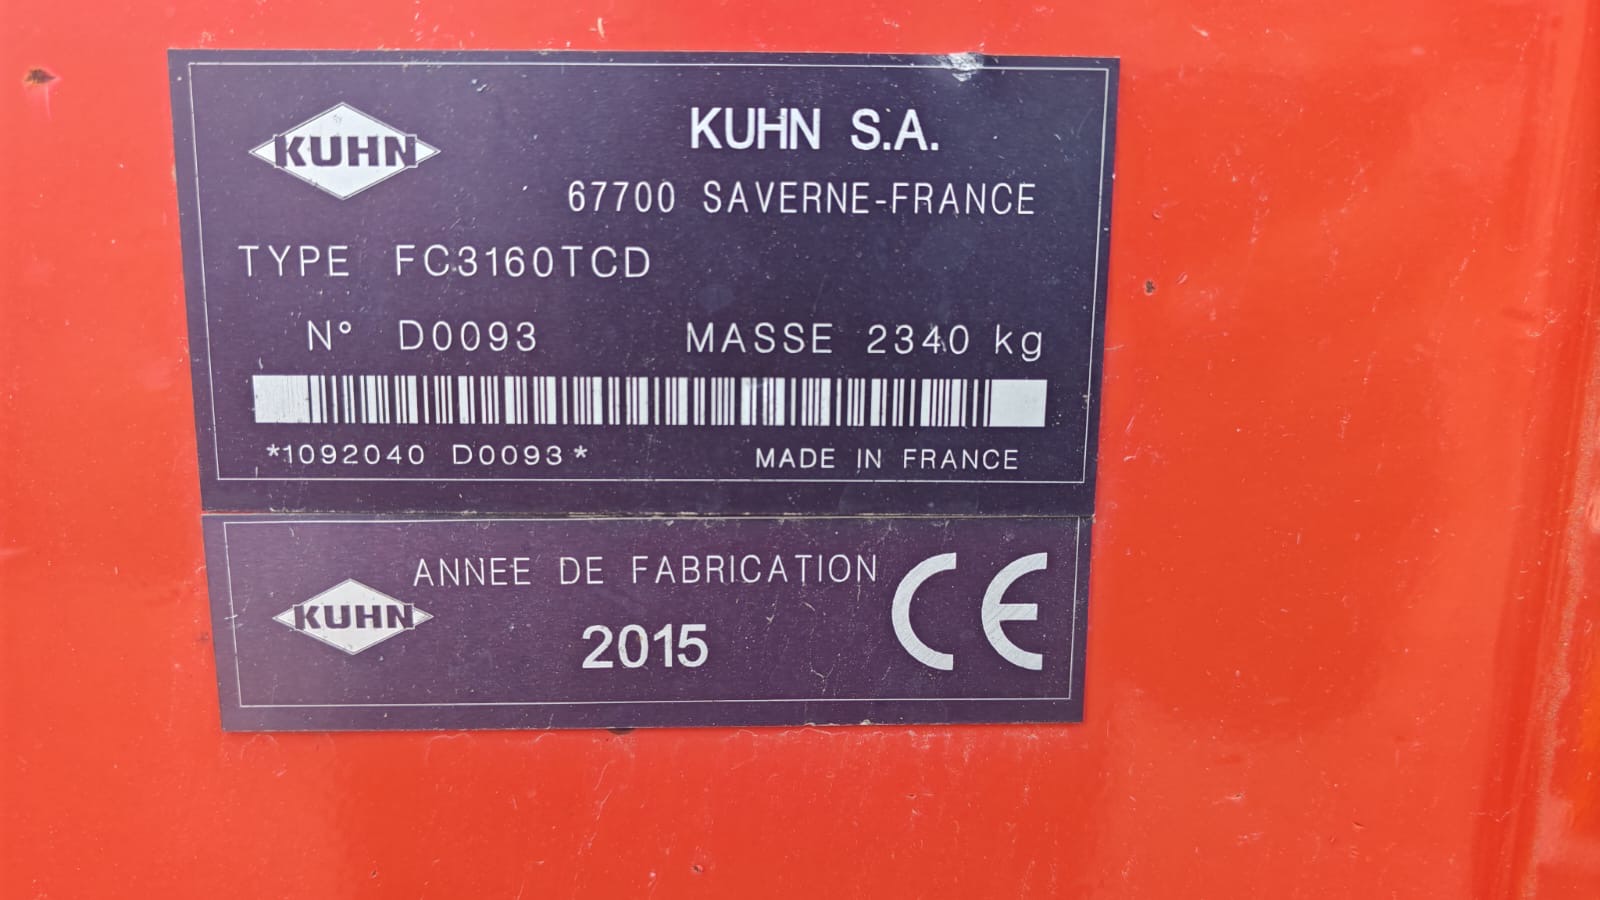 KUHN
KUHN S.A.
67700 SAVERNE-FRANCE
TYPE FC3160TCD
N° D0093 MASSE 2340 kg
*1092040 D0093*
MADE IN FRANCE
ANNEE DE FABRICATION
KUHN
2015
CE